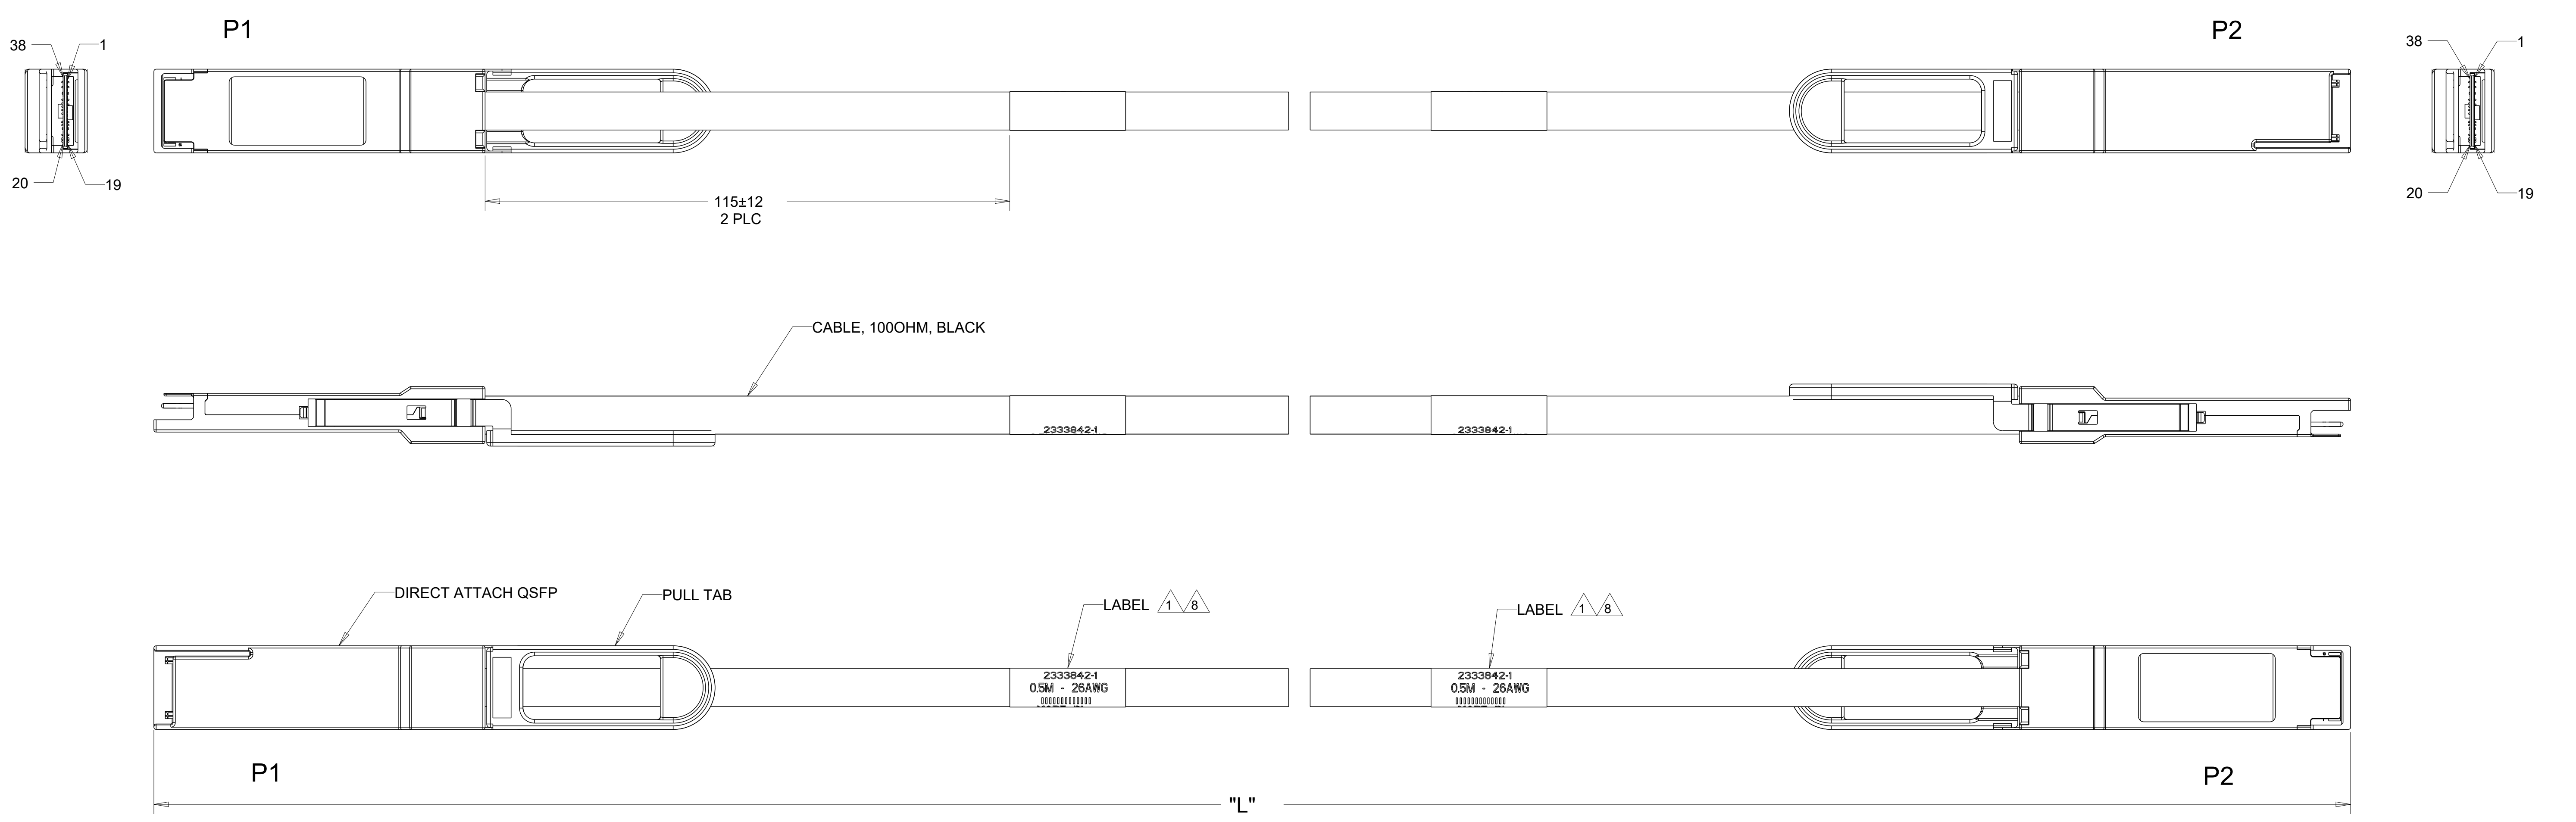 P1
P2
38
1
38
1
20
19
20
19
115±12
2 PLC
CABLE, 100OHM, BLACK
2333842-1
2333842-1
DIRECT ATTACH QSFP
PULL TAB
LABEL 1 8
LABEL 1 8
2333842-1
0.5M - 26AWG
2333842-1
0.5M - 26AWG
P1
P2
"L"